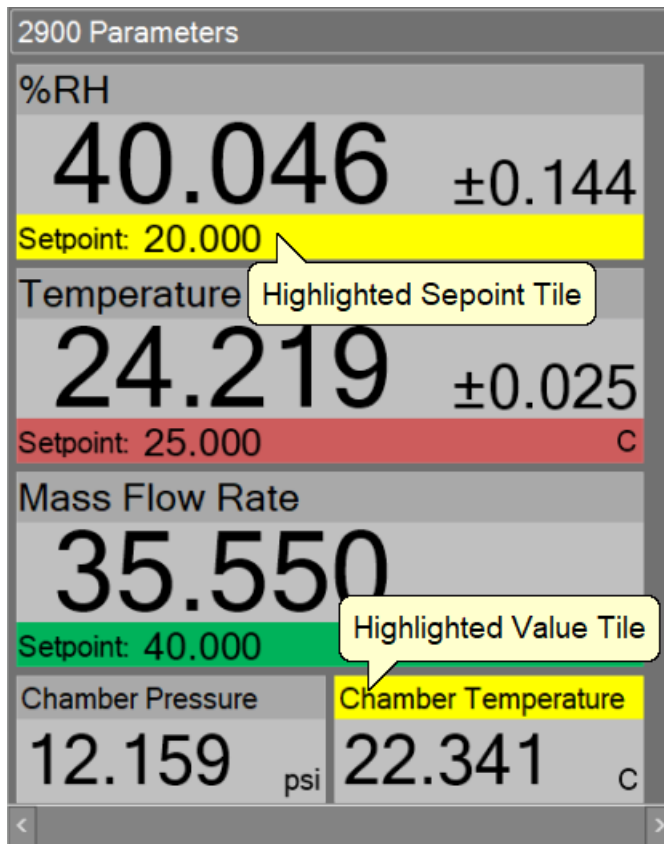 2900 Parameters
%RH
40.046 ±0.144
Setpoint: 20.000
Highlighted Sepoint Tile
Temperature
24.219 ±0.025
Setpoint: 25.000 C
Mass Flow Rate
35.550
Highlighted Value Tile
Setpoint: 40.000
Chamber Pressure
12.159 psi
Chamber Temperature
22.341 C